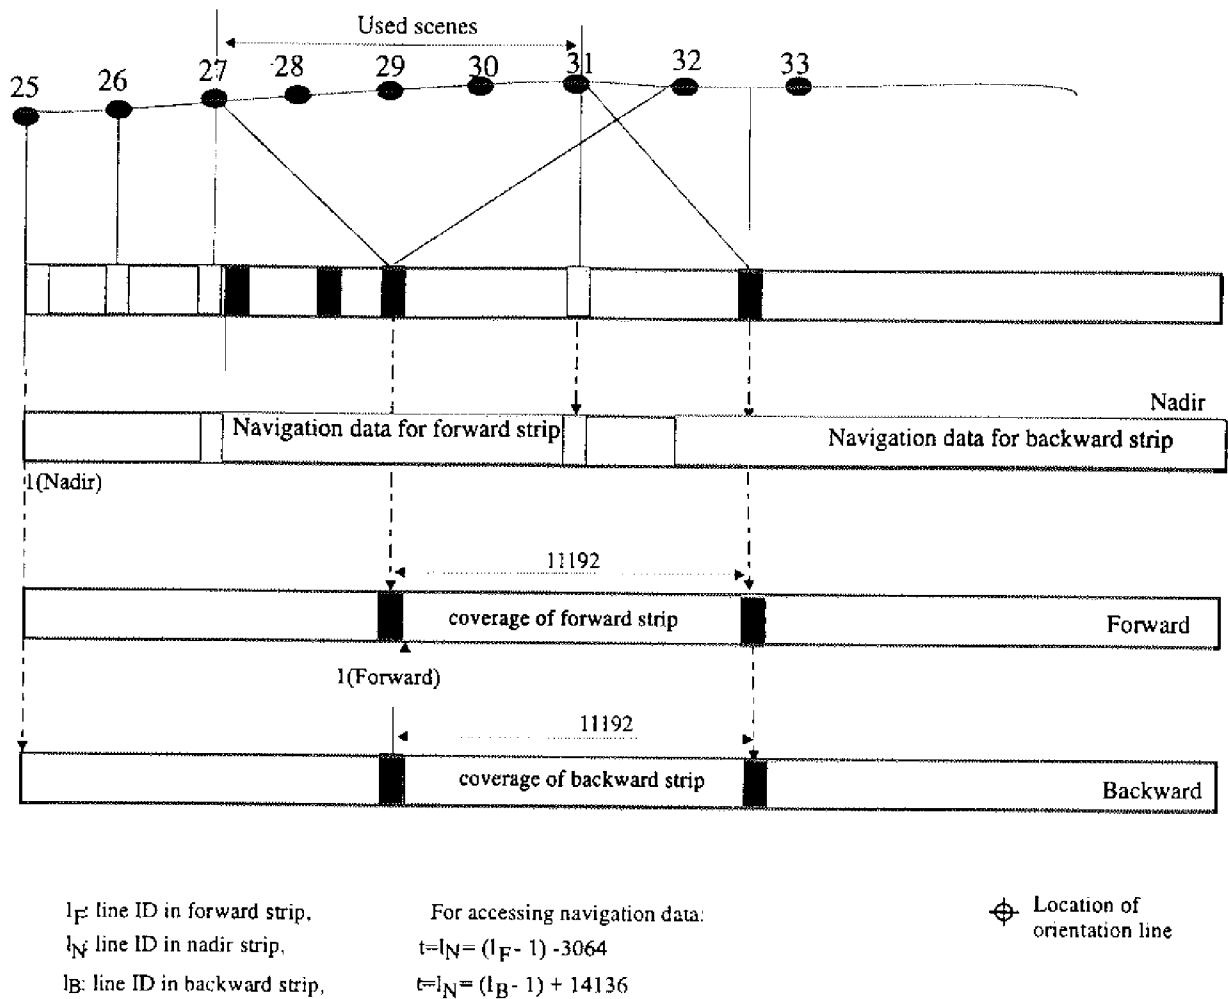 Used scenes
25 26 27 28 29 30 31 32 33
Nadir
Navigation data for forward strip
Navigation data for backward strip
1(Nadir)
11192
coverage of forward strip
Forward
1(Forward)
11192
coverage of backward strip
Backward
lF: line ID in forward strip,
For accessing navigation data:
Location of
orientation line
lN: line ID in nadir strip,
t=lN= (lF- 1) -3064
lB: line ID in backward strip,
t=lN= (lB- 1) + 14136